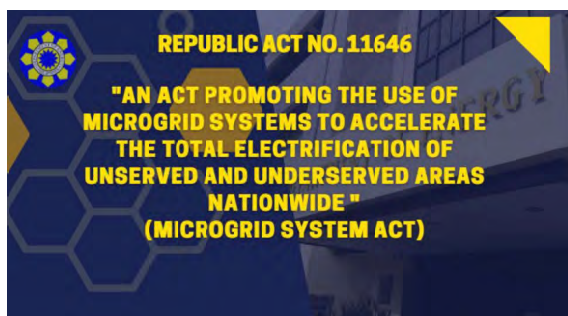 REPUBLIC ACT NO. 11646
"AN ACT PROMOTING THE USE OF
MICROGRID SYSTEMS TO ACCELERATE
THE TOTAL ELECTRIFICATION OF
UNSERVED AND UNDERSERVED AREAS
NATIONWIDE "
(MICROGRID SYSTEM ACT)